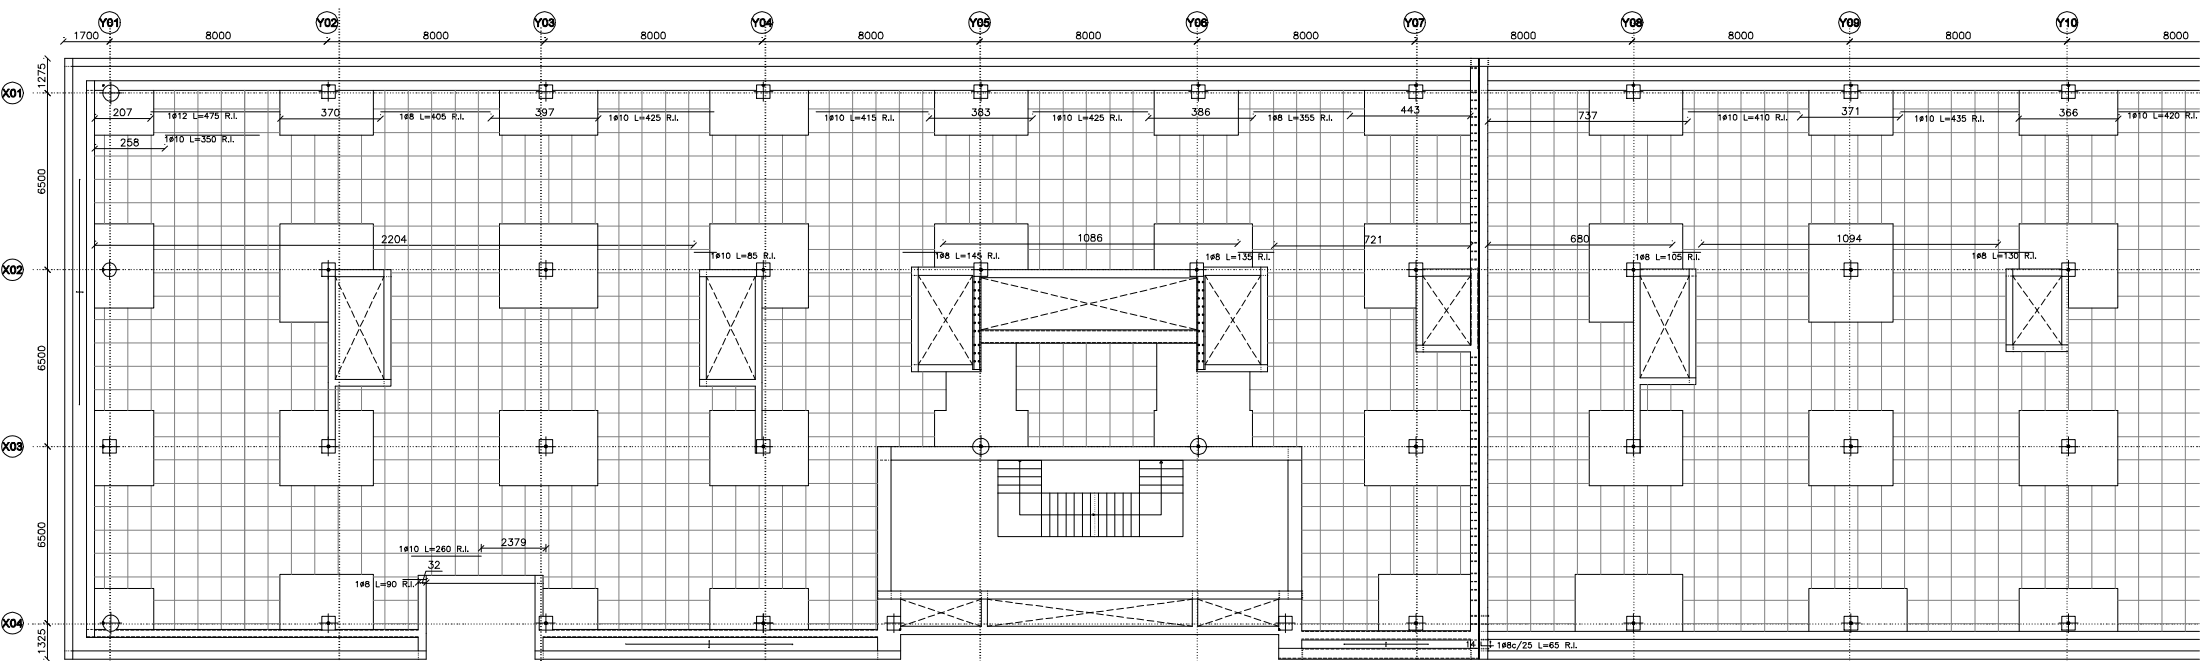 Y01 Y02 Y03 Y04 Y05 Y06 Y07 Y08 Y09 Y10
1700 8000 8000 8000 8000 8000 8000 8000 8000 8000 8000
1275
X01
207 1ø12 L=475 R.I. 370 1ø8 L=405 R.I. 397 1ø10 L=425 R.I. 1ø10 L=415 R.I. 383 1ø10 L=425 R.I. 386 1ø8 L=355 R.I. 443 737 1ø10 L=410 R.I. 371 1ø10 L=435 R.I. 366 1ø10 L=420 R.I.
258 1ø10 L=350 R.I.
6500
2204 1086 721 680 1094
1ø10 L=85 R.I. 1ø8 L=145 R.I. 1ø8 L=135 R.I. 1ø8 L=105 R.I. 1ø8 L=130 R.I.
X02
6500
X03
6500
2379
1ø10 L=260 R.I.
32
1ø8 L=90 R.I.
X04
1325
14 1ø8c/25 L=65 R.I.